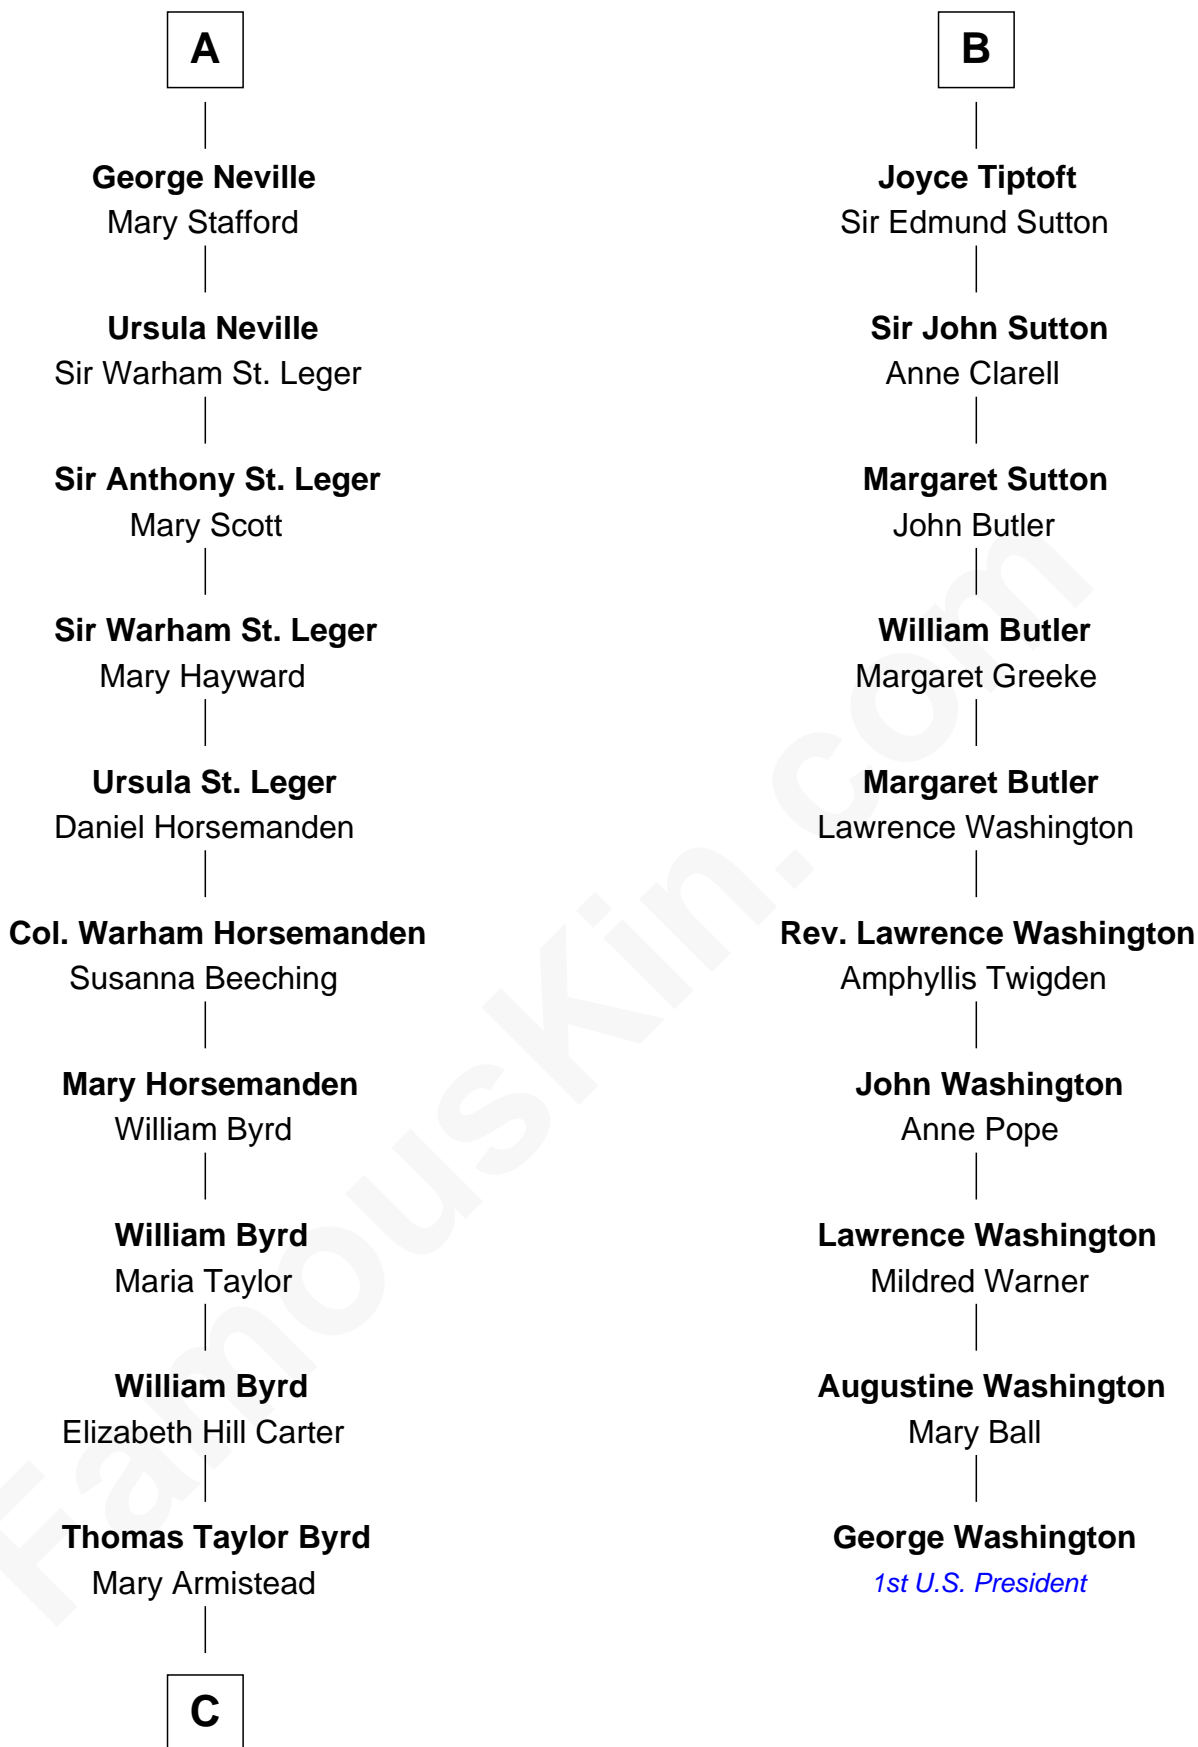 A
George Neville
Mary Stafford
Ursula Neville
Sir Warham St. Leger
Sir Anthony St. Leger
Mary Scott
Sir Warham St. Leger
Mary Hayward
Ursula St. Leger
Daniel Horsemanden
Col. Warham Horsemanden
Susanna Beeching
Mary Horsemanden
William Byrd
William Byrd
Maria Taylor
William Byrd
Elizabeth Hill Carter
Thomas Taylor Byrd
Mary Armistead
C
B
Joyce Tiptoft
Sir Edmund Sutton
Sir John Sutton
Anne Clarell
Margaret Sutton
John Butler
William Butler
Margaret Greeke
Margaret Butler
Lawrence Washington
Rev. Lawrence Washington
Amphyllis Twigden
John Washington
Anne Pope
Lawrence Washington
Mildred Warner
Augustine Washington
Mary Ball
George Washington
1st U.S. President
FamousKin.com